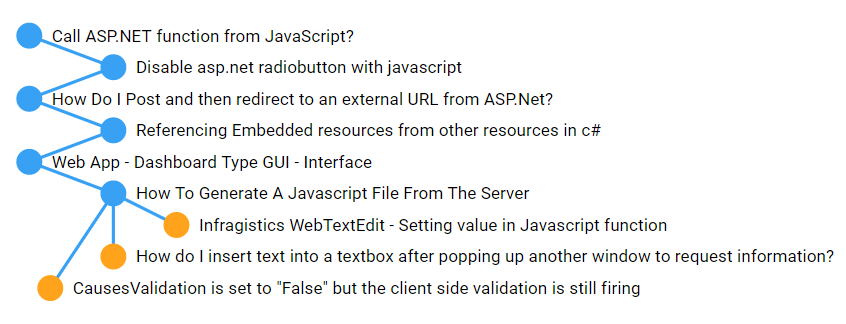 Call ASP.NET function from JavaScript?
Disable asp.net radiobutton with javascript
How Do I Post and then redirect to an external URL from ASP.Net?
Referencing Embedded resources from other resources in c#
Web App - Dashboard Type GUI - Interface
How To Generate A Javascript File From The Server
Infragistics WebTextEdit - Setting value in Javascript function
How do I insert text into a textbox after popping up another window to request information?
CausesValidation is set to "False" but the client side validation is still firing